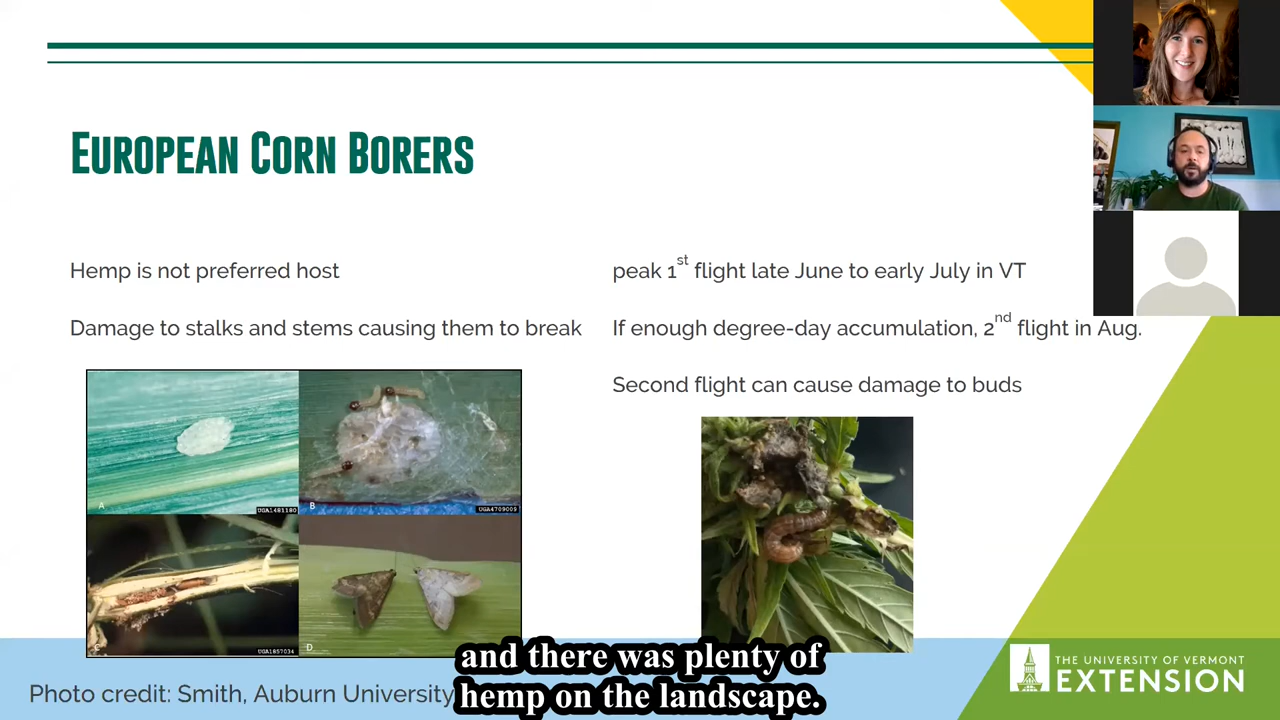 European Corn Borers
Hemp is not preferred host
Damage to stalks and stems causing them to break
peak 1st flight late June to early July in VT
If enough degree-day accumulation, 2nd flight in Aug.
Second flight can cause damage to buds
A
UGA1481180
B
UGA4709009
UGA1857034
D
Photo credit: Smith, Auburn University
and there was plenty of
hemp on the landscape.
THE UNIVERSITY OF VERMONT
EXTENSION